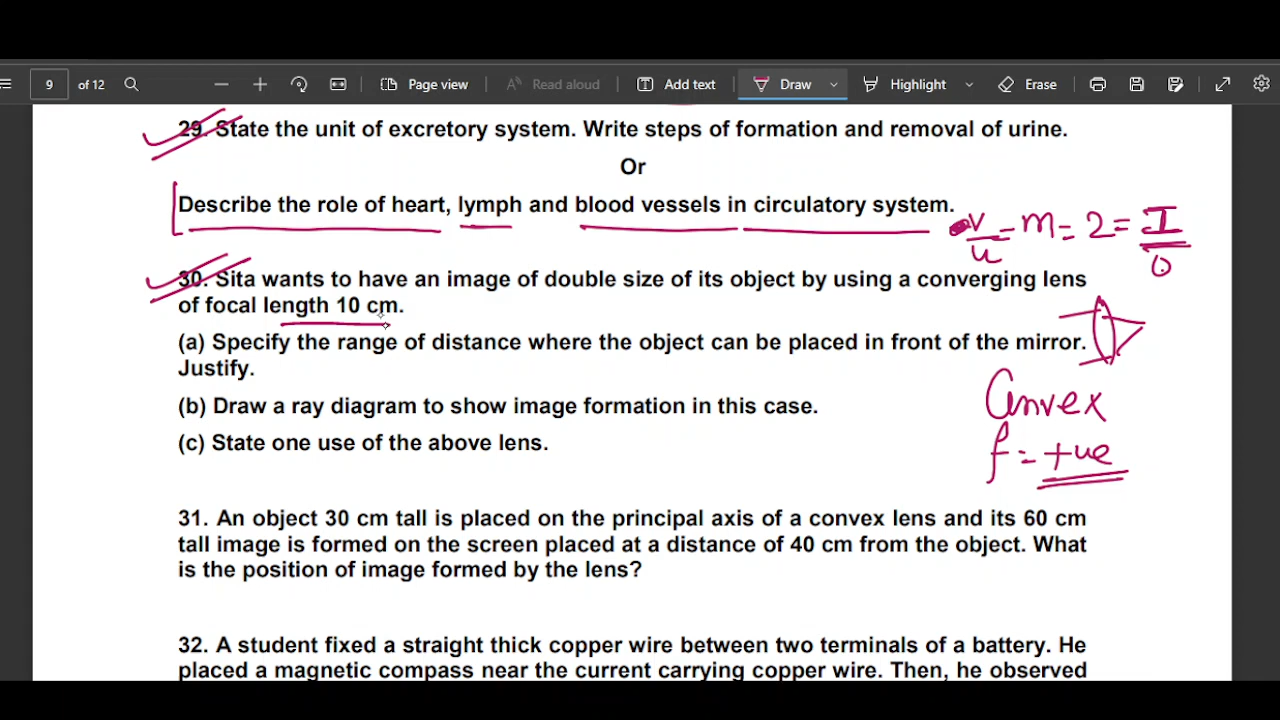 9 of 12 Page view Read aloud Add text Draw Highlight Erase
29. State the unit of excretory system. Write steps of formation and removal of urine.
Or
Describe the role of heart, lymph and blood vessels in circulatory system.
v/u = m = 2 = I/O
30. Sita wants to have an image of double size of its object by using a converging lens
of focal length 10 cm.
(a) Specify the range of distance where the object can be placed in front of the mirror.
Justify.
(b) Draw a ray diagram to show image formation in this case.
Convex
(c) State one use of the above lens.
f = +ve
31. An object 30 cm tall is placed on the principal axis of a convex lens and its 60 cm
tall image is formed on the screen placed at a distance of 40 cm from the object. What
is the position of image formed by the lens?
32. A student fixed a straight thick copper wire between two terminals of a battery. He
placed a magnetic compass near the current carrying copper wire. Then, he observed